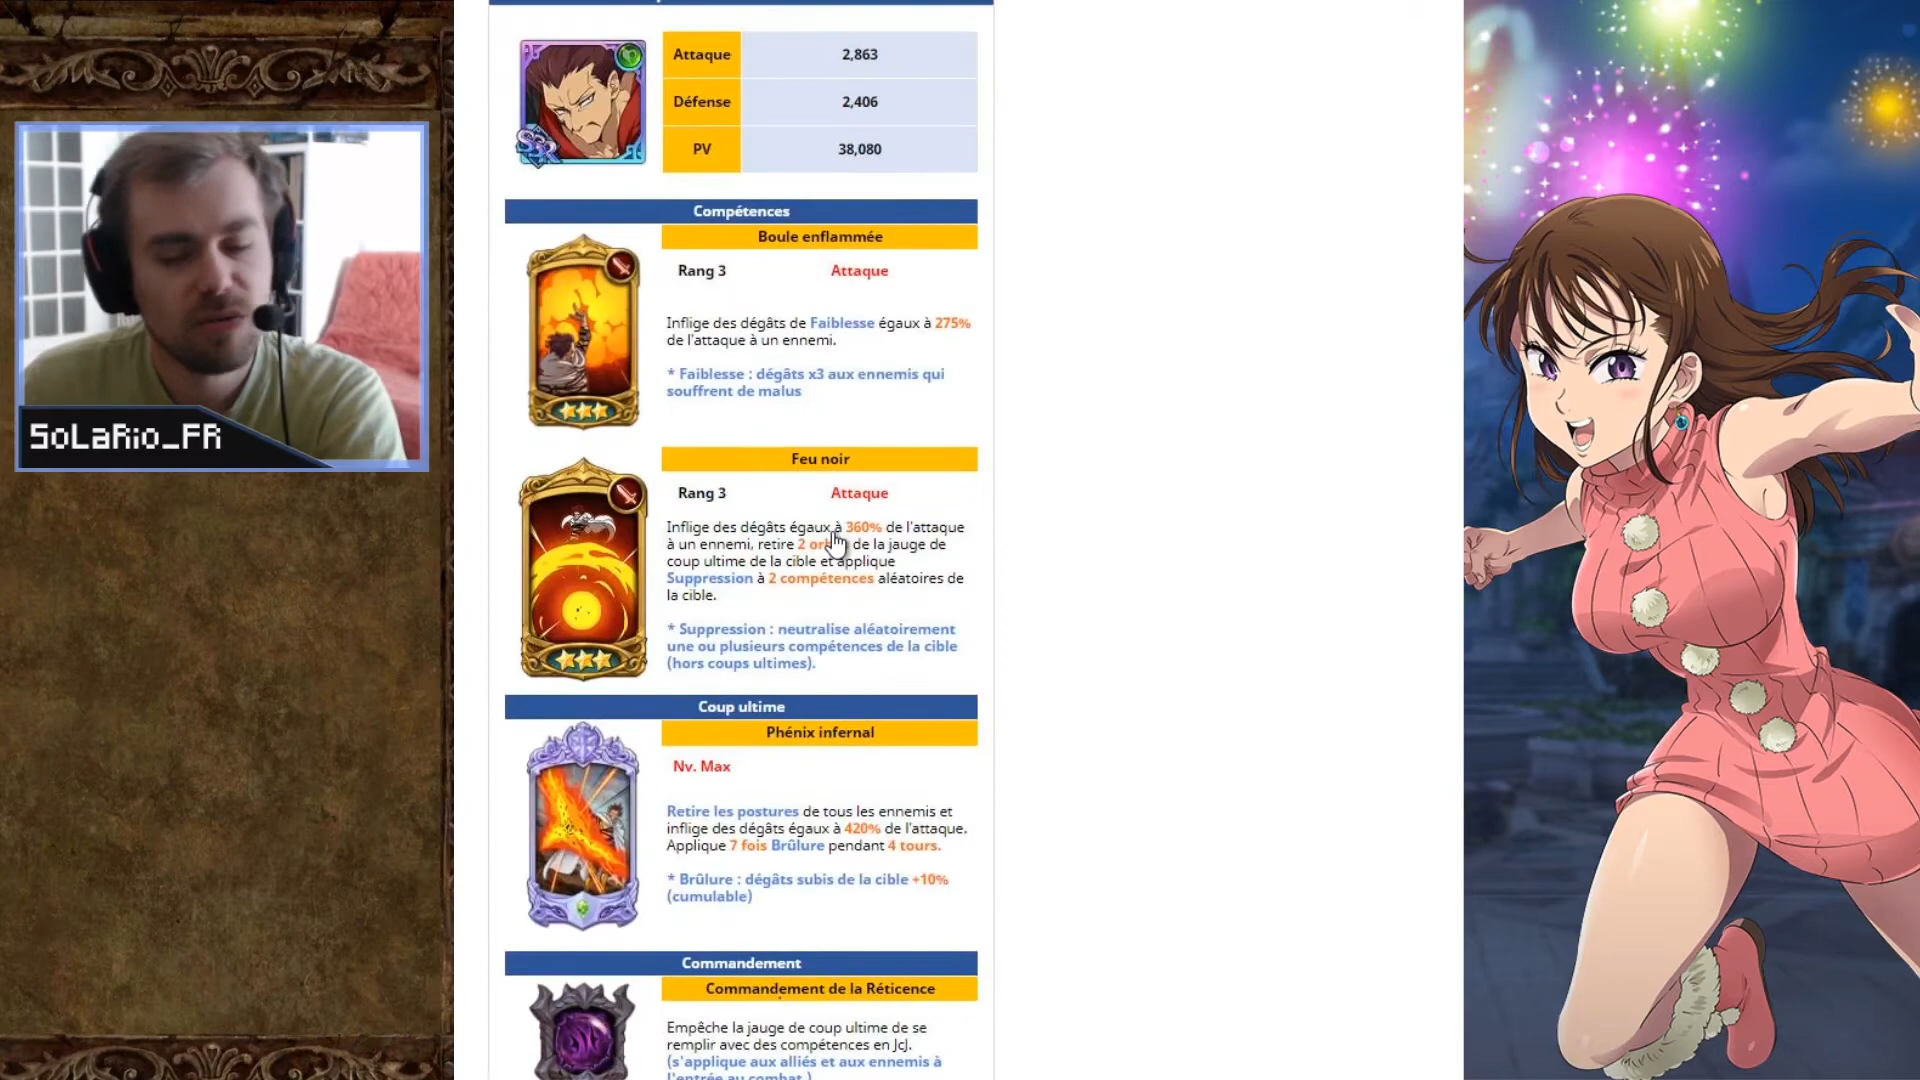 Attaque 2,863
Défense 2,406
PV 38,080
SSR
Compétences
Boule enflammée
Rang 3 Attaque
Inflige des dégâts de Faiblesse égaux à 275%
de l'attaque à un ennemi.
* Faiblesse : dégâts x3 aux ennemis qui
souffrent de malus
SoLaRio_FR
Feu noir
Rang 3 Attaque
Inflige des dégâts égaux à 360% de l'attaque
à un ennemi, retire 2 de la jauge de
coup ultime de la cible et applique
Suppression à 2 compétences aléatoires de
la cible.
* Suppression : neutralise aléatoirement
une ou plusieurs compétences de la cible
(hors coups ultimes).
Coup ultime
Phénix infernal
Nv. Max
Retire les postures de tous les ennemis et
inflige des dégâts égaux à 420% de l'attaque.
Applique 7 fois Brûlure pendant 4 tours.
* Brûlure : dégâts subis de la cible +10%
(cumulable)
Commandement
Commandement de la Réticence
Empêche la jauge de coup ultime de se
remplir avec des compétences en JcJ.
(s'applique aux alliés et aux ennemis à
l'entrée au combat.)